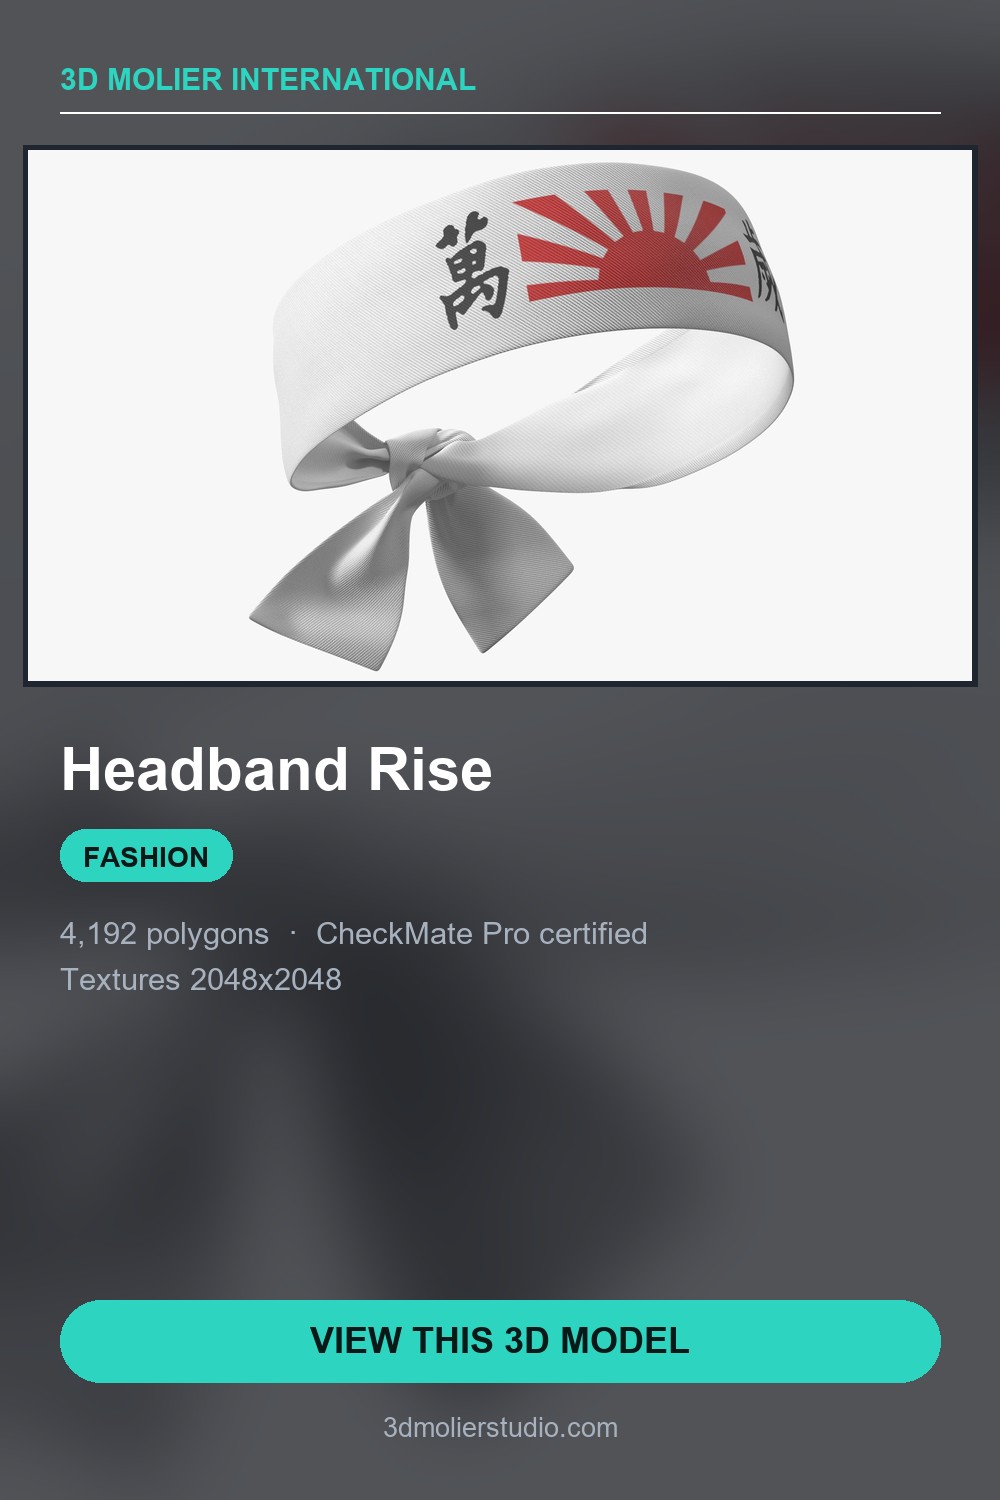 3D MOLIER INTERNATIONAL
萬
Headband Rise
FASHION
4,192 polygons · CheckMate Pro certified
Textures 2048x2048
VIEW THIS 3D MODEL
3dmolierstudio.com